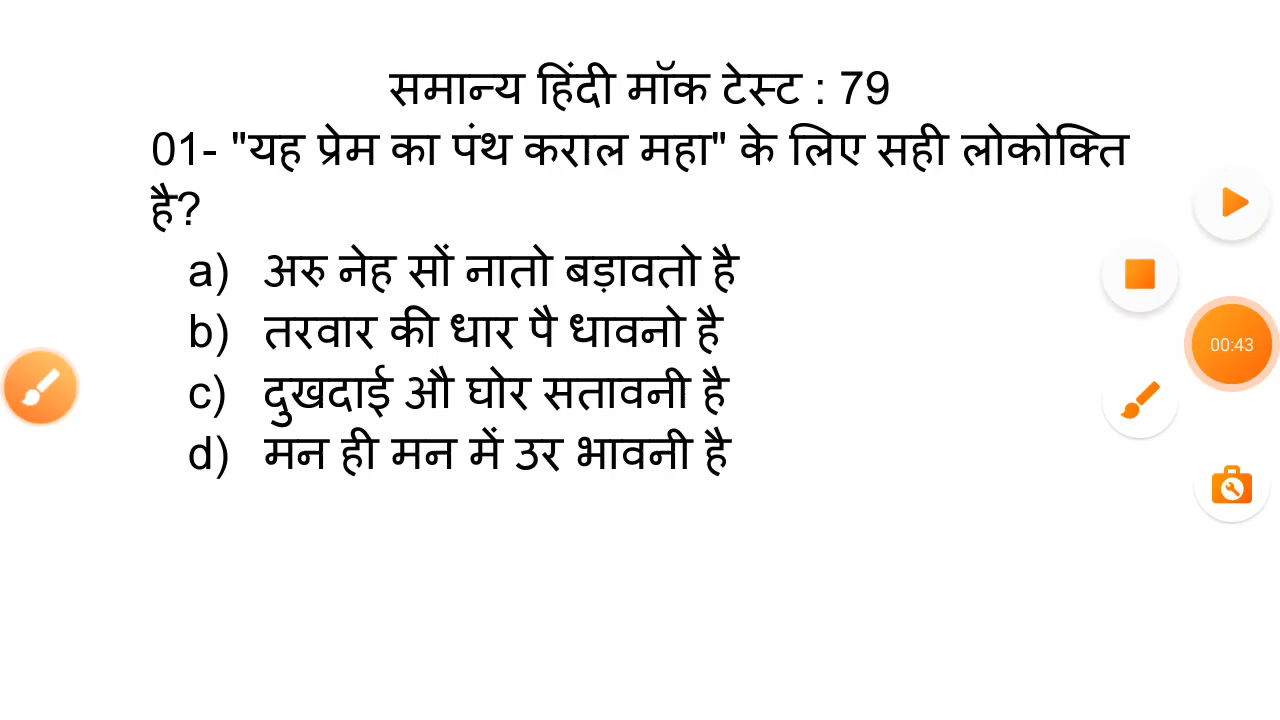 समान्य हिंदी मॉक टेस्ट : 79
01- "यह प्रेम का पंथ कराल महा" के लिए सही लोकोक्ति
है?
a) अरु नेह सों नातो बड़ावतो है
b) तरवार की धार पै धावनो है
c) दुखदाई औ घोर सतावनी है
d) मन ही मन में उर भावनी है
00:43